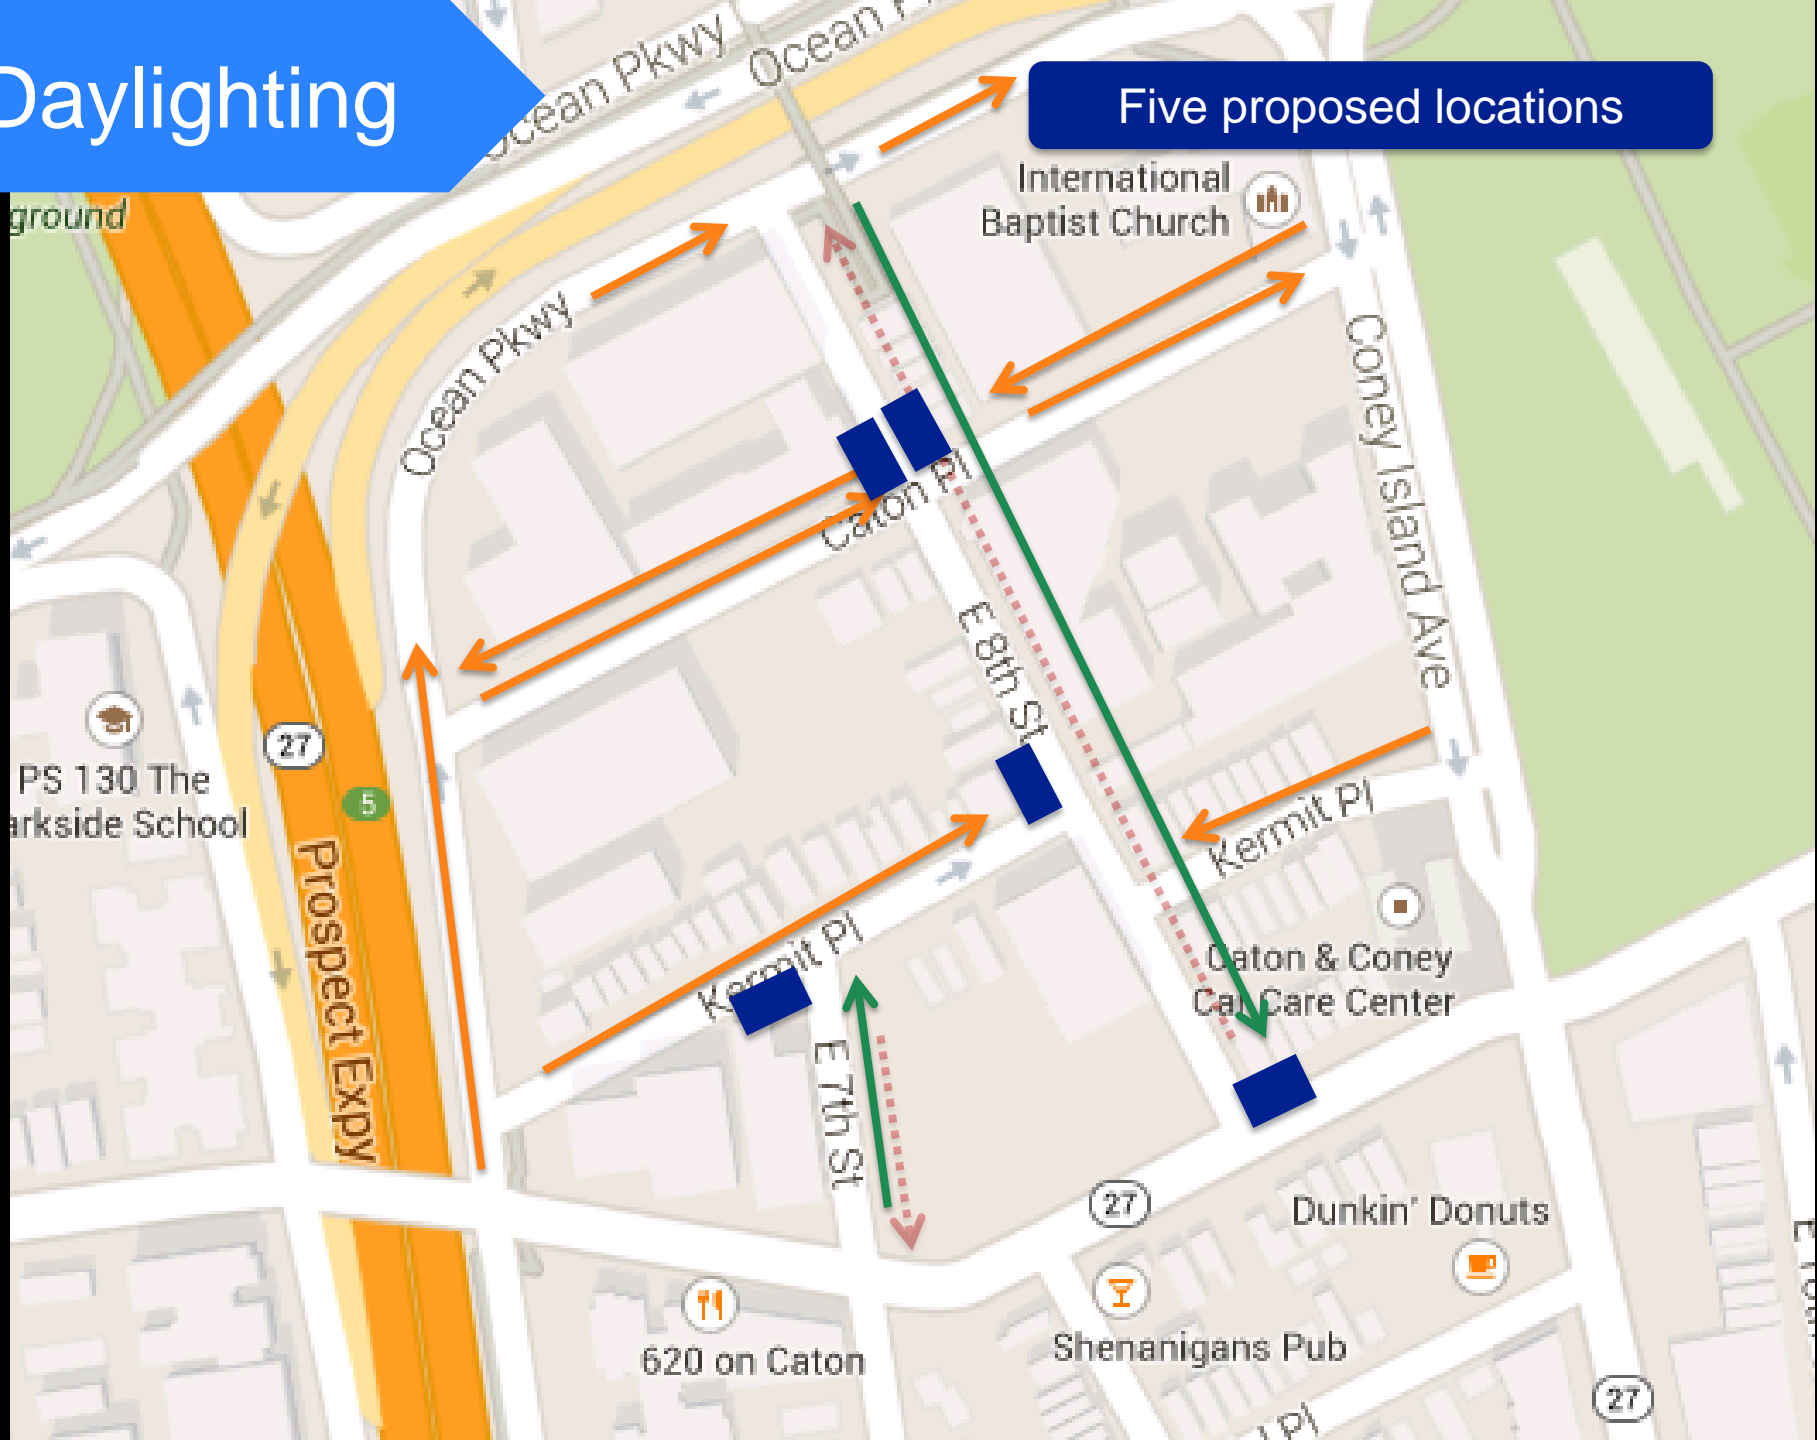 Daylighting
Five proposed locations
Ocean Pkwy
Ocean
International
Baptist Church
ground
Ocean Pkwy
Coney Island Ave
Caton Pl
E 8th St
27
5
PS 130 The
arkside School
Prospect Expy
Kermit Pl
Kermit Pl
Caton & Coney
Car Care Center
E 7th St
27
Dunkin' Donuts
Shenanigans Pub
620 on Caton
27
Pl